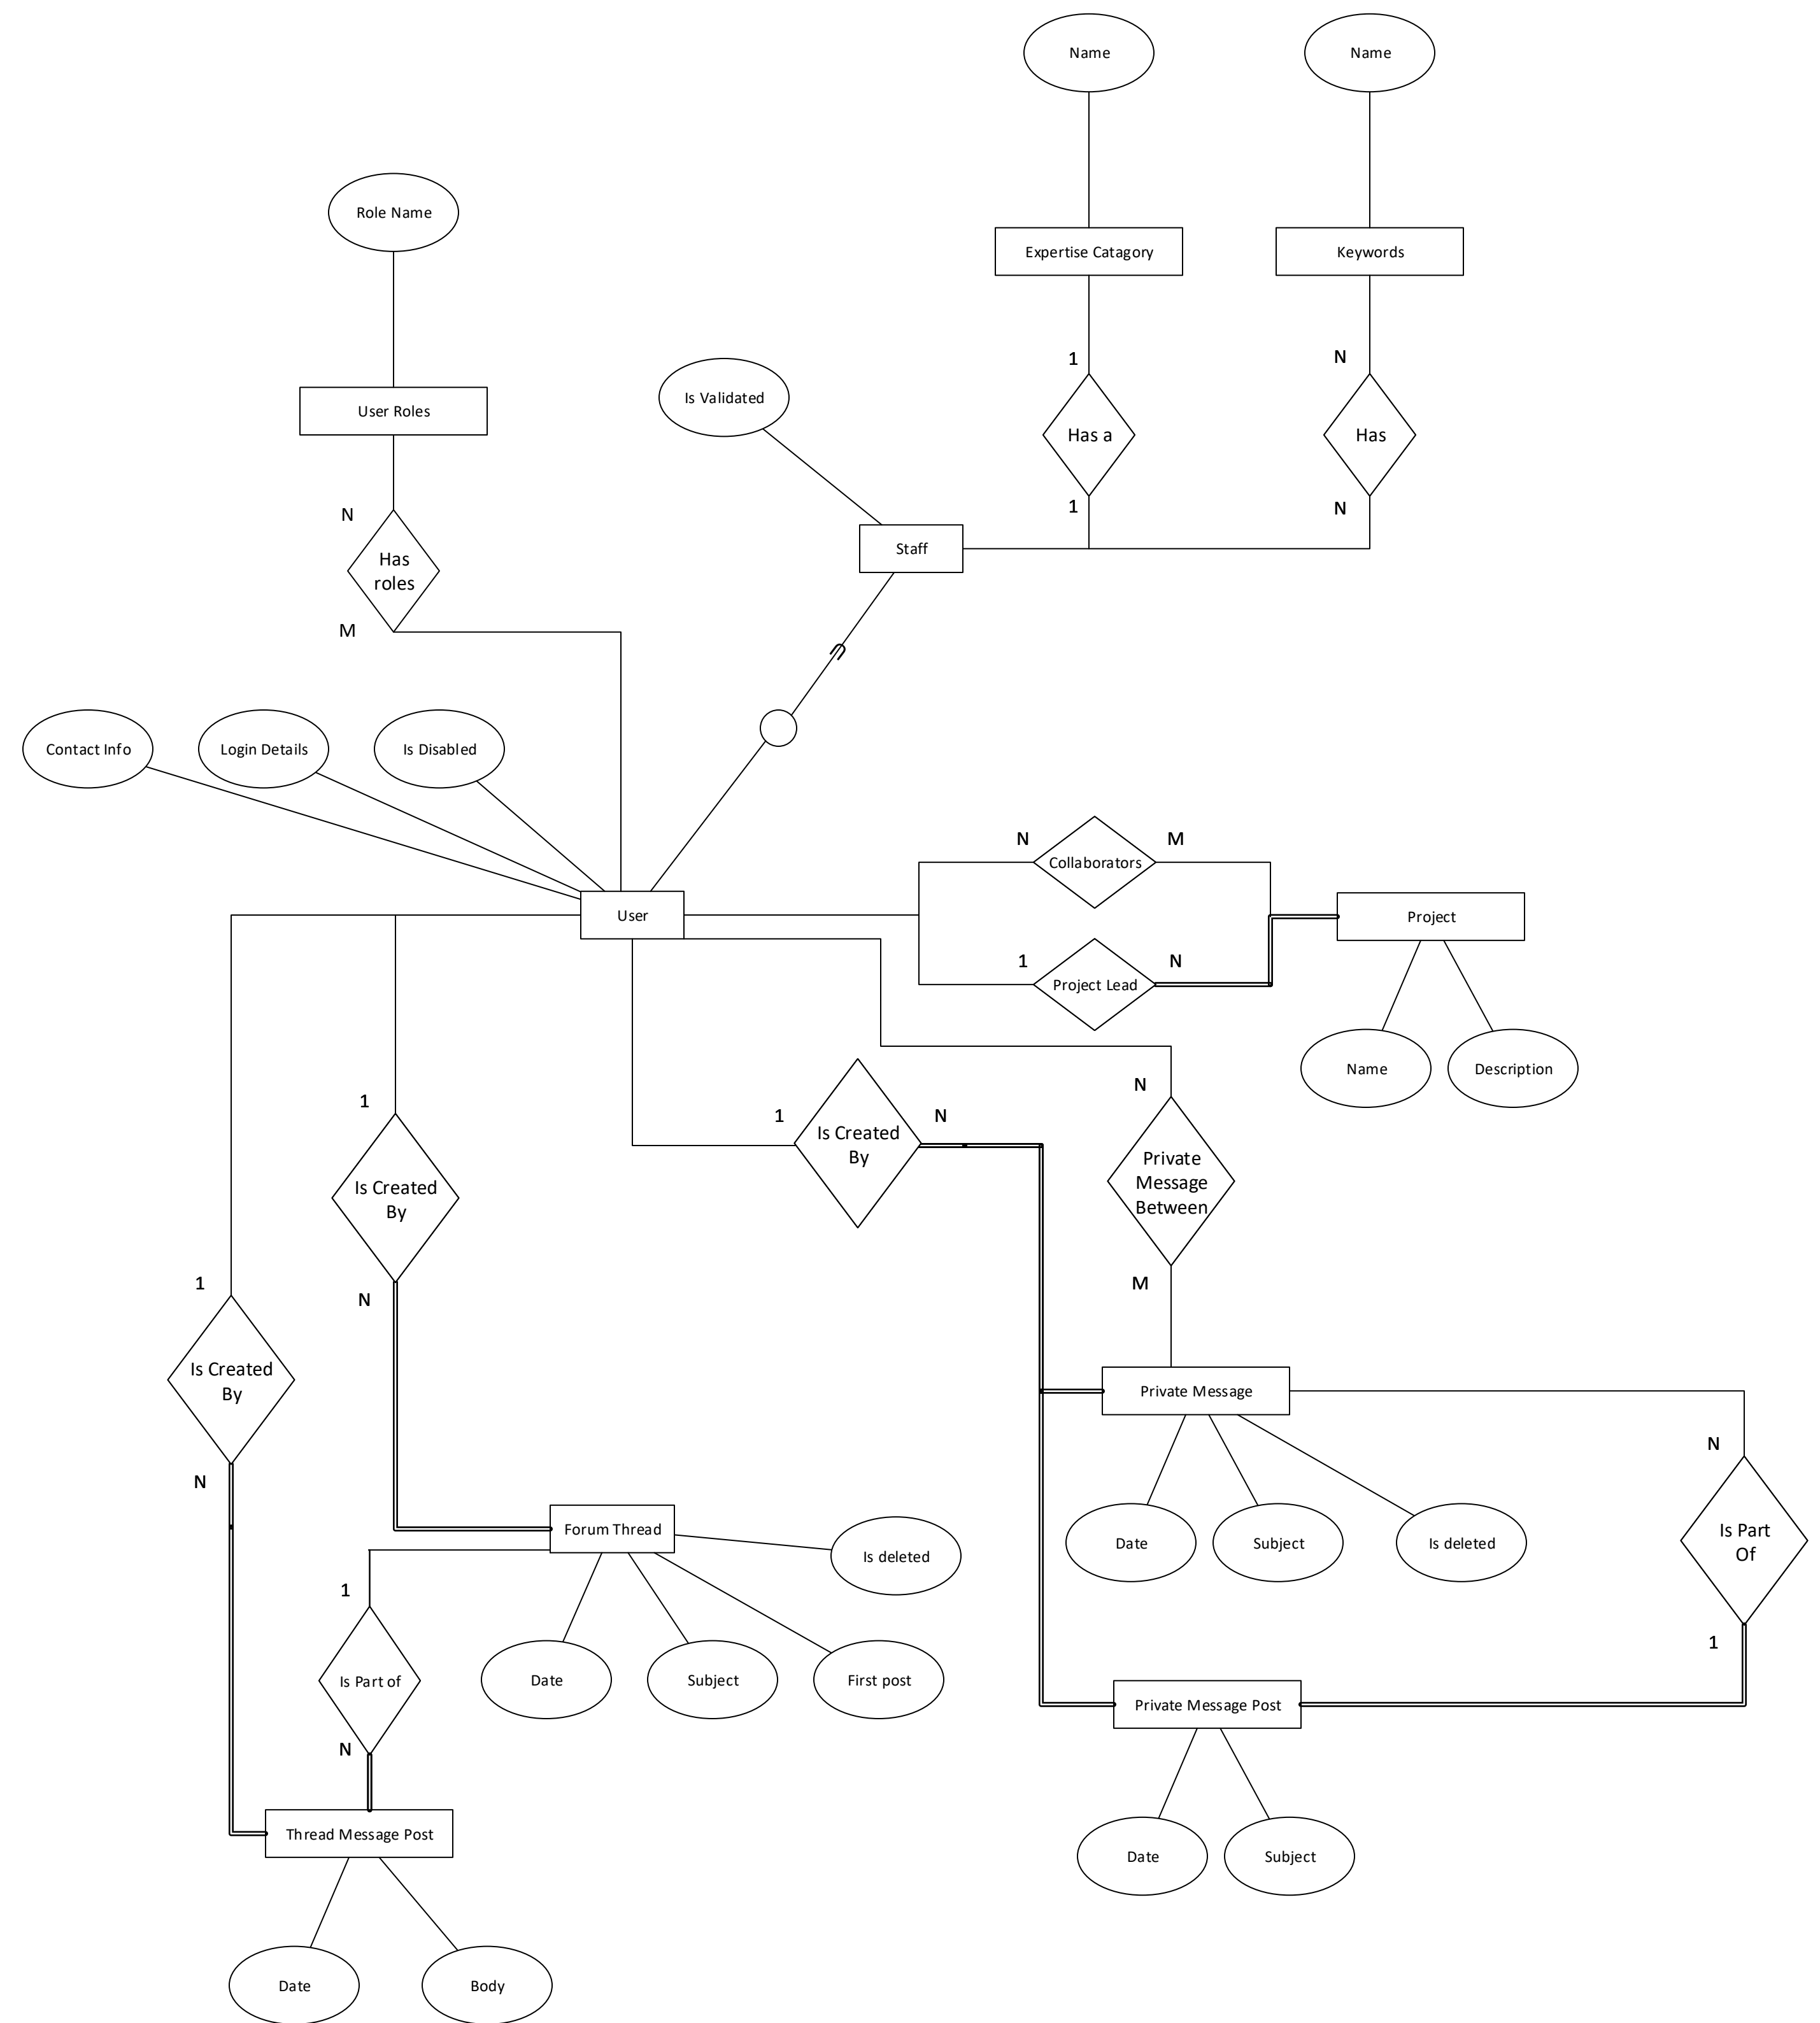 Name
Name
Role Name
Expertise Catagory
Keywords
1
N
Is Validated
User Roles
Has a
Has
1
N
N
Has
roles
Staff
M
Contact Info
Login Details
Is Disabled
N
Collaborators
M
User
Project
1
Project Lead
N
Name
Description
1
1
N
N
Is Created
By
Private
Message
Between
Is Created
By
1
N
M
Is Created
By
Private Message
N
N
Forum Thread
Date
Subject
Is deleted
Is Part
Of
Is deleted
1
1
Is Part of
Date
Subject
First post
Private Message Post
N
Thread Message Post
Date
Subject
Date
Body